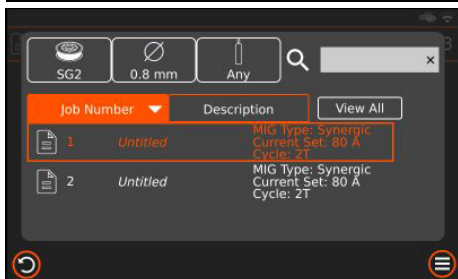 SG2
0.8 mm
Any
×
Job Number
Description
View All
1
Untitled
MIG Type: Synergic
Current Set: 80 A
Cycle: 2T
2
Untitled
MIG Type: Synergic
Current Set: 80 A
Cycle: 2T